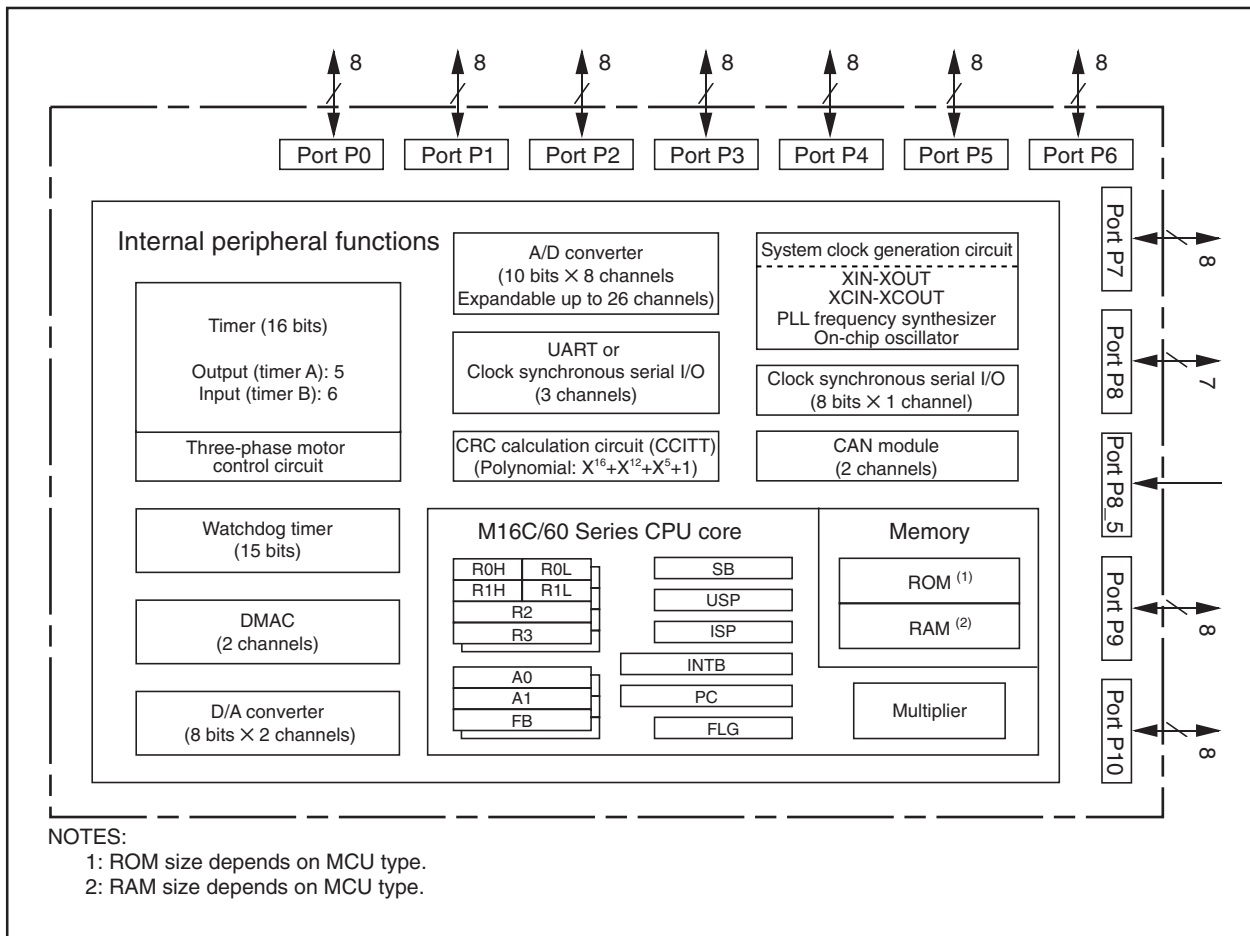 8 8 8 8 8 8 8
Port P0 Port P1 Port P2 Port P3 Port P4 Port P5 Port P6
Internal peripheral functions
Timer (16 bits)
Output (timer A): 5
Input (timer B): 6
Three-phase motor
control circuit
Watchdog timer
(15 bits)
DMAC
(2 channels)
D/A converter
(8 bits × 2 channels)
A/D converter
(10 bits × 8 channels
Expandable up to 26 channels)
UART or
Clock synchronous serial I/O
(3 channels)
CRC calculation circuit (CCITT)
(Polynomial: X¹⁶+X¹²+X⁵+1)
System clock generation circuit
XIN-XOUT
XCIN-XCOUT
PLL frequency synthesizer
On-chip oscillator
Clock synchronous serial I/O
(8 bits × 1 channel)
CAN module
(2 channels)
M16C/60 Series CPU core
R0H R0L
R1H R1L
R2
R3
A0
A1
FB
SB
USP
ISP
INTB
PC
FLG
Memory
ROM (1)
RAM (2)
Multiplier
Port P7
8
Port P8
7
Port P8_5
Port P9
8
Port P10
8
NOTES:
1: ROM size depends on MCU type.
2: RAM size depends on MCU type.